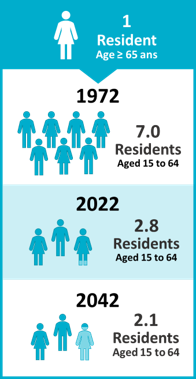 1
Resident
Age ≥ 65 ans
1972
7.0
Residents
Aged 15 to 64
2022
2.8
Residents
Aged 15 to 64
2042
2.1
Residents
Aged 15 to 64